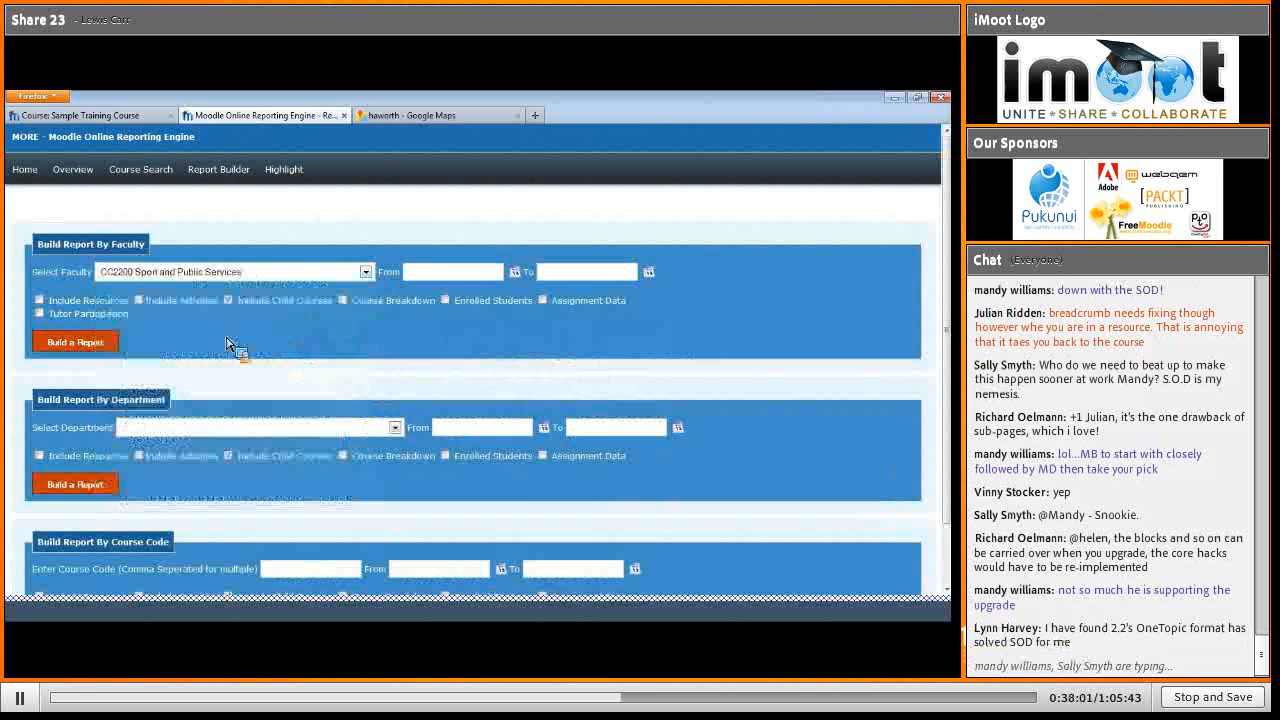 Share 23 - Lewis Carr
Firefox
Course: Sample Training Course
Moodle Online Reporting Engine - Re...
haworth - Google Maps
MORE - Moodle Online Reporting Engine
Home Overview Course Search Report Builder Highlight
Build Report By Faculty
Select Faculty CC2200 Sport and Public Services From To
Include Resources Include Activities Include Child Courses Course Breakdown Enrolled Students Assignment Data
Tutor Participation
Build a Report
Build Report By Department
Select Department From To
Include Resources Include Activities Include Child Courses Course Breakdown Enrolled Students Assignment Data
Build a Report
Build Report By Course Code
Enter Course Code (Comma Seperated for multiple) From To
iMoot Logo
imoot
UNITE*SHARE*COLLABORATE
Our Sponsors
Pukunui
Adobe
webqem
[PACKT]
PUBLISHING
FreeMoodle
Chat (Everyone)
mandy williams: down with the SOD!
Julian Ridden: breadcrumb needs fixing though
however whe you are in a resource. That is annoying
that it taes you back to the course
Sally Smyth: Who do we need to beat up to make
this happen sooner at work Mandy? S.O.D is my
nemesis.
Richard Oelmann: +1 Julian, it's the one drawback of
sub-pages, which i love!
mandy williams: lol...MB to start with closely
followed by MD then take your pick
Vinny Stocker: yep
Sally Smyth: @Mandy - Snookie.
Richard Oelmann: @helen, the blocks and so on can
be carried over when you upgrade, the core hacks
would have to be re-implemented
mandy williams: not so much he is supporting the
upgrade
Lynn Harvey: I have found 2.2's OneTopic format has
solved SOD for me
mandy williams, Sally Smyth are typing...
0:38:01/1:05:43
Stop and Save